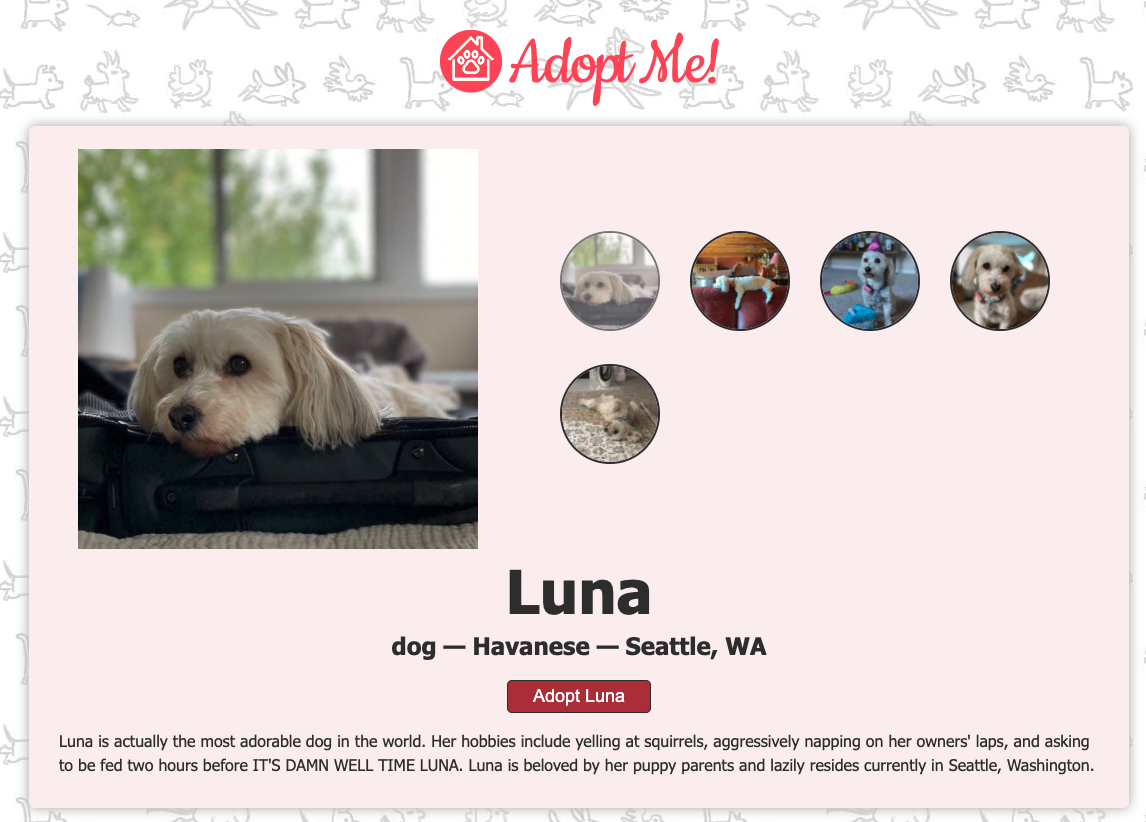 Adopt Me!
Luna
dog — Havanese — Seattle, WA
Adopt Luna
Luna is actually the most adorable dog in the world. Her hobbies include yelling at squirrels, aggressively napping on her owners' laps, and asking
to be fed two hours before IT'S DAMN WELL TIME LUNA. Luna is beloved by her puppy parents and lazily resides currently in Seattle, Washington.